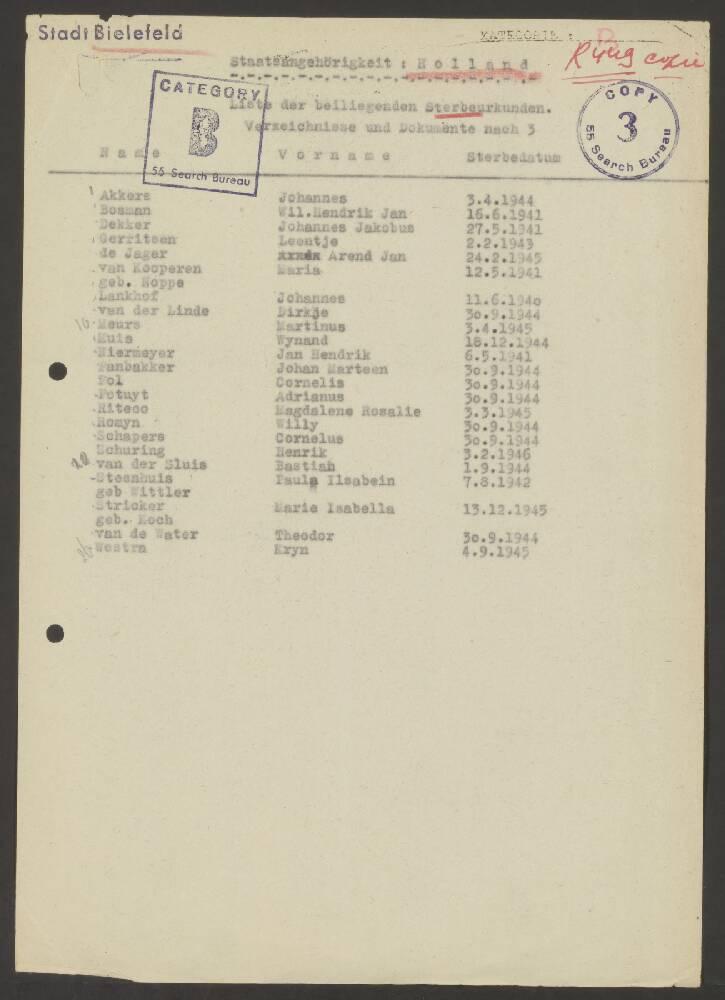 Stadt Bielefeld
KATEGORIE : B
Staatsangehörigkeit : Holland
CATEGORY
B
55 Search Bureau
COPY
3
55 Search Bureau
Liste der beiliegenden Sterbeurkunden.
Verzeichnisse und Dokumente nach 3
Name Vorname Sterbedatum
Akkers Johannes 3.4.1944
Bosman Wil.Hendrik Jan 16.6.1941
Dekker Johannes Jakobus 27.5.1941
Gerritsen Leentje 2.2.1943
de Jager Arend Jan 24.2.1945
van Kooperen Maria 12.5.1941
geb. Hoppe
Lankhof Johannes 11.6.1940
van der Linde Dirkje 30.9.1944
10 Meurs Martinus 3.4.1945
Muis Wynand 18.12.1944
Niermeyer Jan Hendrik 6.5.1941
Panbakker Johan Marteen 30.9.1944
Pol Cornelis 30.9.1944
Potuyt Adrianus 30.9.1944
Riteco Magdalene Rosalie 3.3.1945
Romyn Willy 30.9.1944
Schapers Cornelus 30.9.1944
Schuring Henrik 3.2.1946
20 van der Sluis Bastiah 1.9.1944
Steenhuis Paula Ilsabein 7.8.1942
geb Wittler
Stricker Marie Isabella 13.12.1945
geb. Koch
van de Water Theodor 30.9.1944
Westra Kryn 4.9.1945